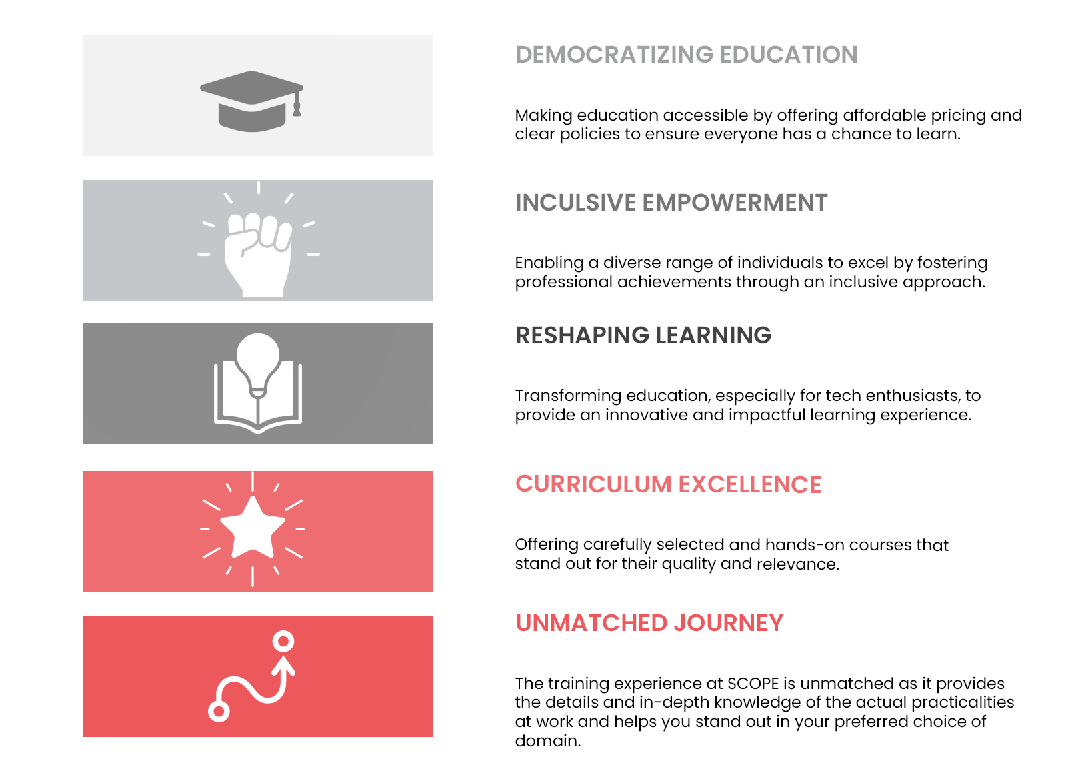 DEMOCRATIZING EDUCATION
Making education accessible by offering affordable pricing and
clear policies to ensure everyone has a chance to learn.
INCULSIVE EMPOWERMENT
Enabling a diverse range of individuals to excel by fostering
professional achievements through an inclusive approach.
RESHAPING LEARNING
Transforming education, especially for tech enthusiasts, to
provide an innovative and impactful learning experience.
CURRICULUM EXCELLENCE
Offering carefully selected and hands-on courses that
stand out for their quality and relevance.
UNMATCHED JOURNEY
The training experience at SCOPE is unmatched as it provides
the details and in-depth knowledge of the actual practicalities
at work and helps you stand out in your preferred choice of
domain.